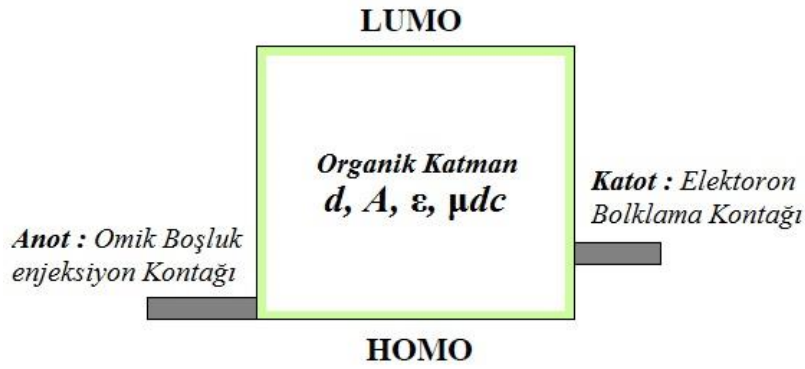 LUMO
Organik Katman
d, A, ε, μdc
Katot : Elektoron
Bolklama Kontağı
Anot : Omik Boşluk
enjeksiyon Kontağı
HOMO